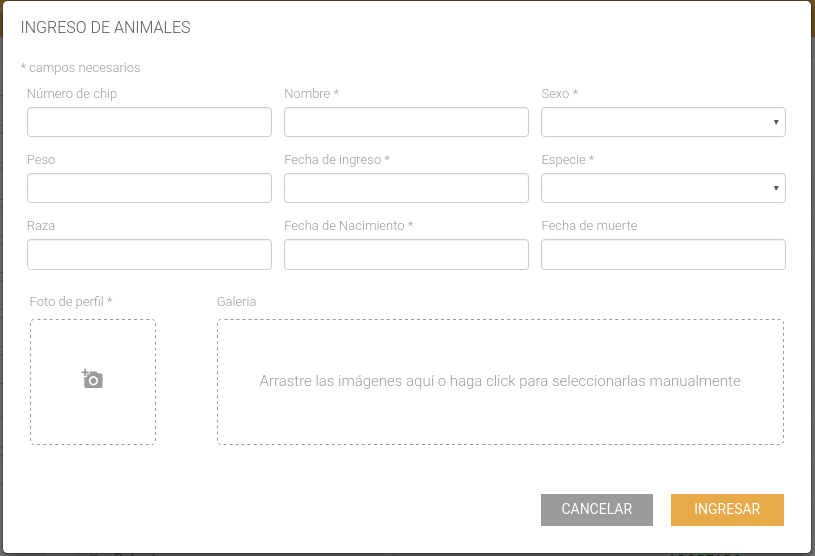 INGRESO DE ANIMALES
* campos necesarios
Número de chip
Nombre *
Sexo *
Peso
Fecha de ingreso *
Especie *
Raza
Fecha de Nacimiento *
Fecha de muerte
Foto de perfil *
Galeria
Arrastre las imágenes aquí o haga click para seleccionarlas manualmente
CANCELAR
INGRESAR